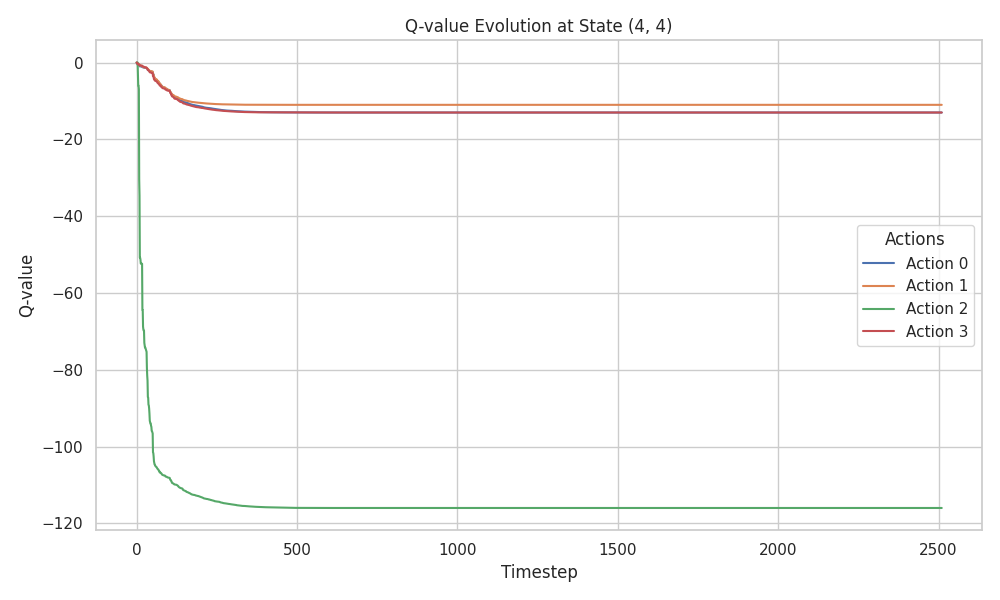 Q-value Evolution at State (4, 4)
0
−20
−40
−60
−80
−100
−120
Q-value
Actions
Action 0
Action 1
Action 2
Action 3
0
500
1000
1500
2000
2500
Timestep